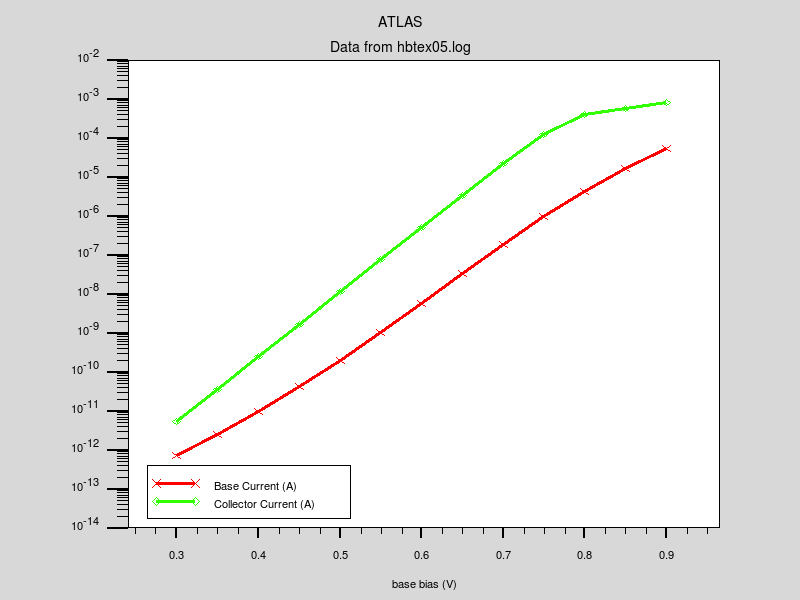 ATLAS
Data from hbtex05.log
10-2
10-3
10-4
10-5
10-6
10-7
10-8
10-9
10-10
10-11
10-12
10-13
10-14
Base Current (A)
Collector Current (A)
0.3 0.4 0.5 0.6 0.7 0.8 0.9
base bias (V)